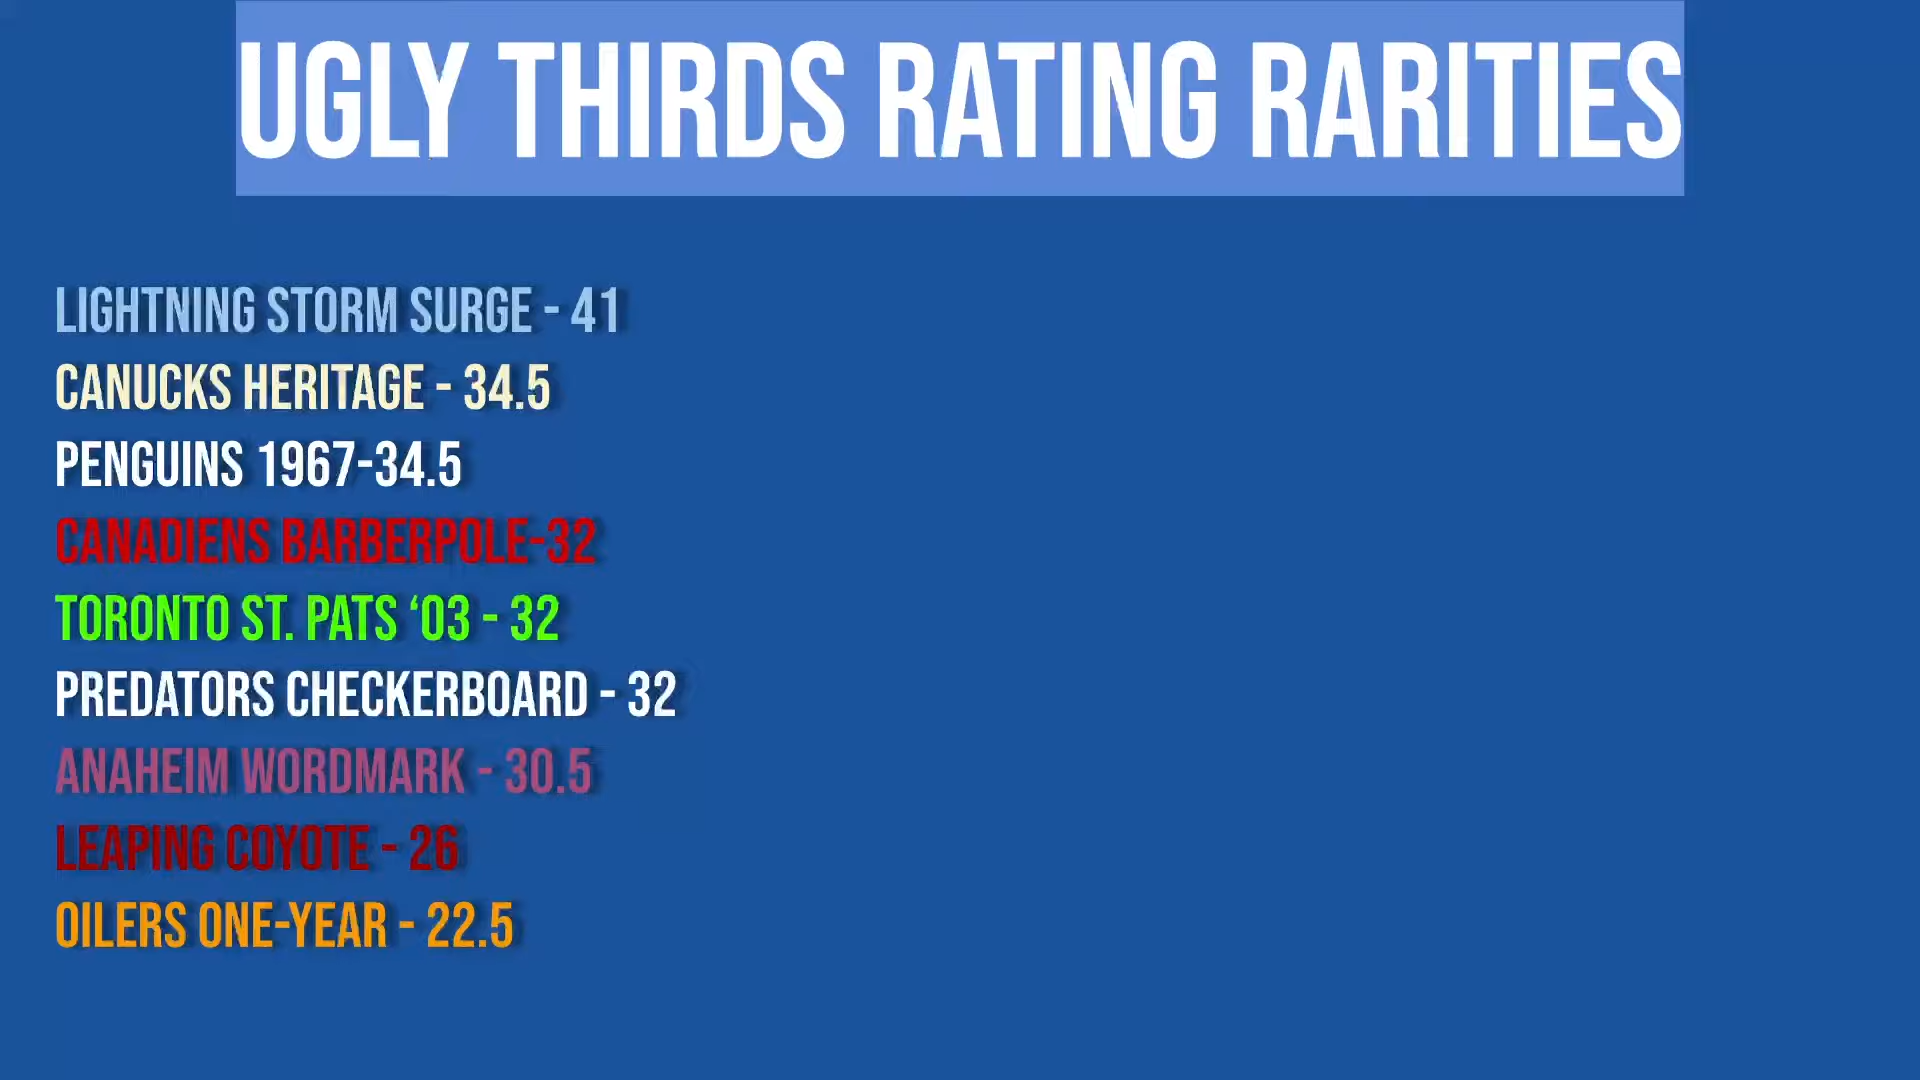 UGLY THIRDS RATING RARITIES
LIGHTNING STORM SURGE - 41
CANUCKS HERITAGE - 34.5
PENGUINS 1967-34.5
CANADIENS BARBERPOLE-32
TORONTO ST. PATS ‘03 - 32
PREDATORS CHECKERBOARD - 32
ANAHEIM WORDMARK - 30.5
LEAPING COYOTE - 26
OILERS ONE-YEAR - 22.5